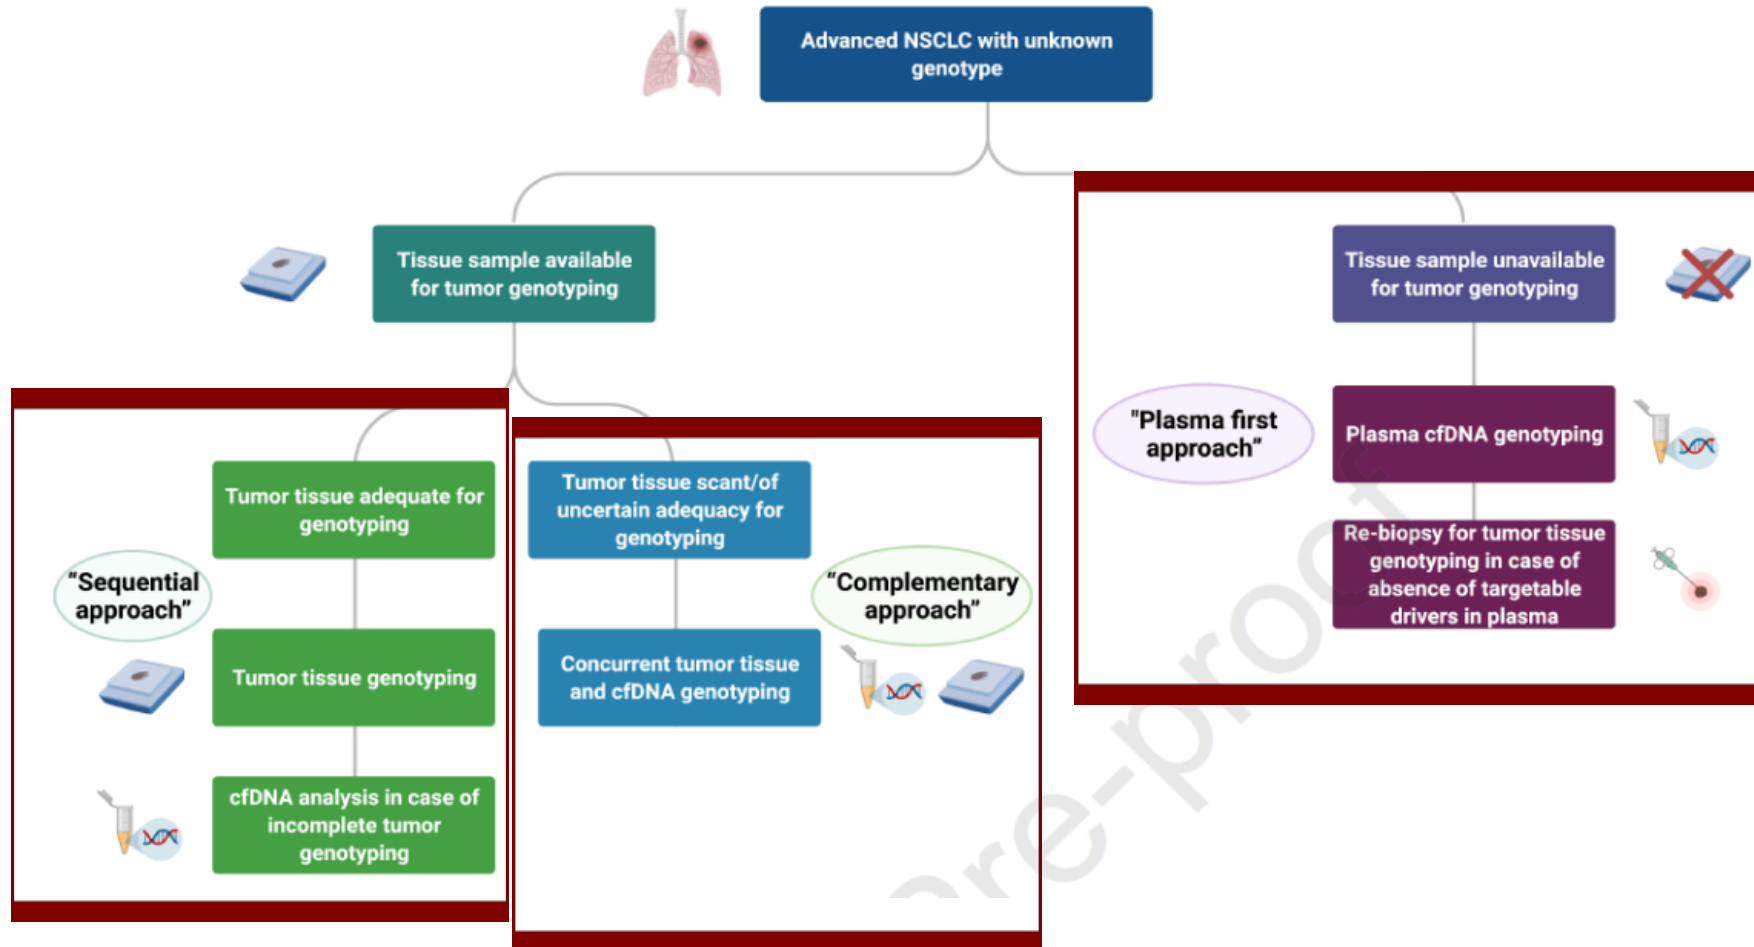 Advanced NSCLC with unknown
genotype
Tissue sample available
for tumor genotyping
Tissue sample unavailable
for tumor genotyping
"Plasma first
approach”
Plasma cfDNA genotyping
Re-biopsy for tumor tissue
genotyping in case of
absence of targetable
drivers in plasma
Tumor tissue adequate for
genotyping
“Sequential
approach”
Tumor tissue genotyping
cfDNA analysis in case of
incomplete tumor
genotyping
Tumor tissue scant/of
uncertain adequacy for
genotyping
“Complementary
approach”
Concurrent tumor tissue
and cfDNA genotyping
re-proof